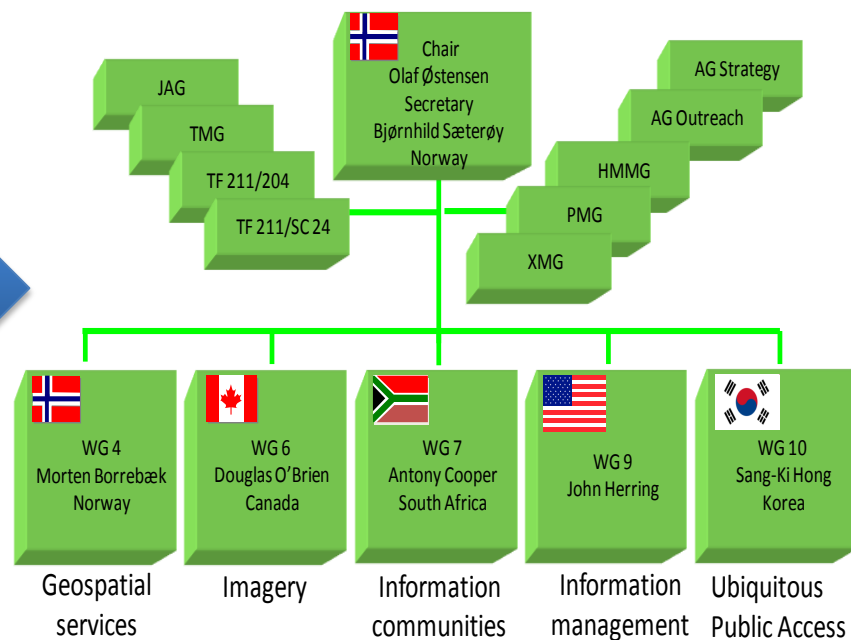 Chair
Olaf Østensen
Secretary
Bjørnhild Sæterøy
Norway
JAG
TMG
TF 211/204
TF 211/SC 24
AG Strategy
AG Outreach
HMMG
PMG
XMG
WG 4
Morten Borrebæk
Norway
WG 6
Douglas O’Brien
Canada
WG 7
Antony Cooper
South Africa
WG 9
John Herring
WG 10
Sang-Ki Hong
Korea
Geospatial
services
Imagery
Information
communities
Information
management
Ubiquitous
Public Access